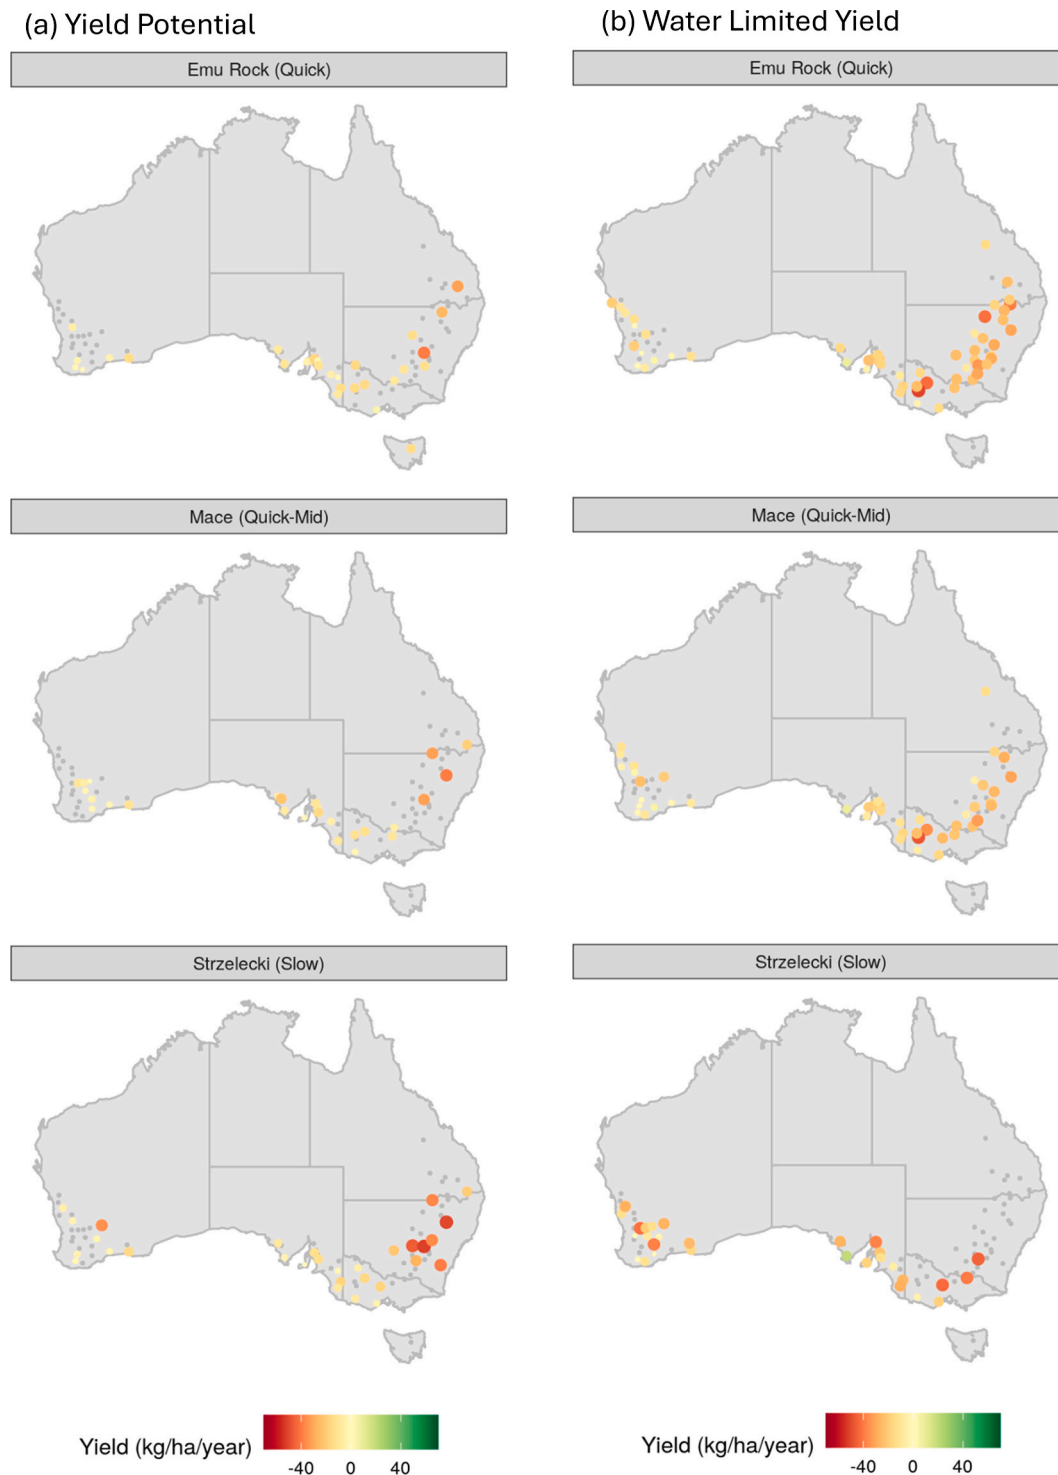 (a) Yield Potential
(b) Water Limited Yield
Emu Rock (Quick)
Emu Rock (Quick)
Mace (Quick-Mid)
Mace (Quick-Mid)
Strzelecki (Slow)
Strzelecki (Slow)
Yield (kg/ha/year)
-40 0 40
Yield (kg/ha/year)
-40 0 40